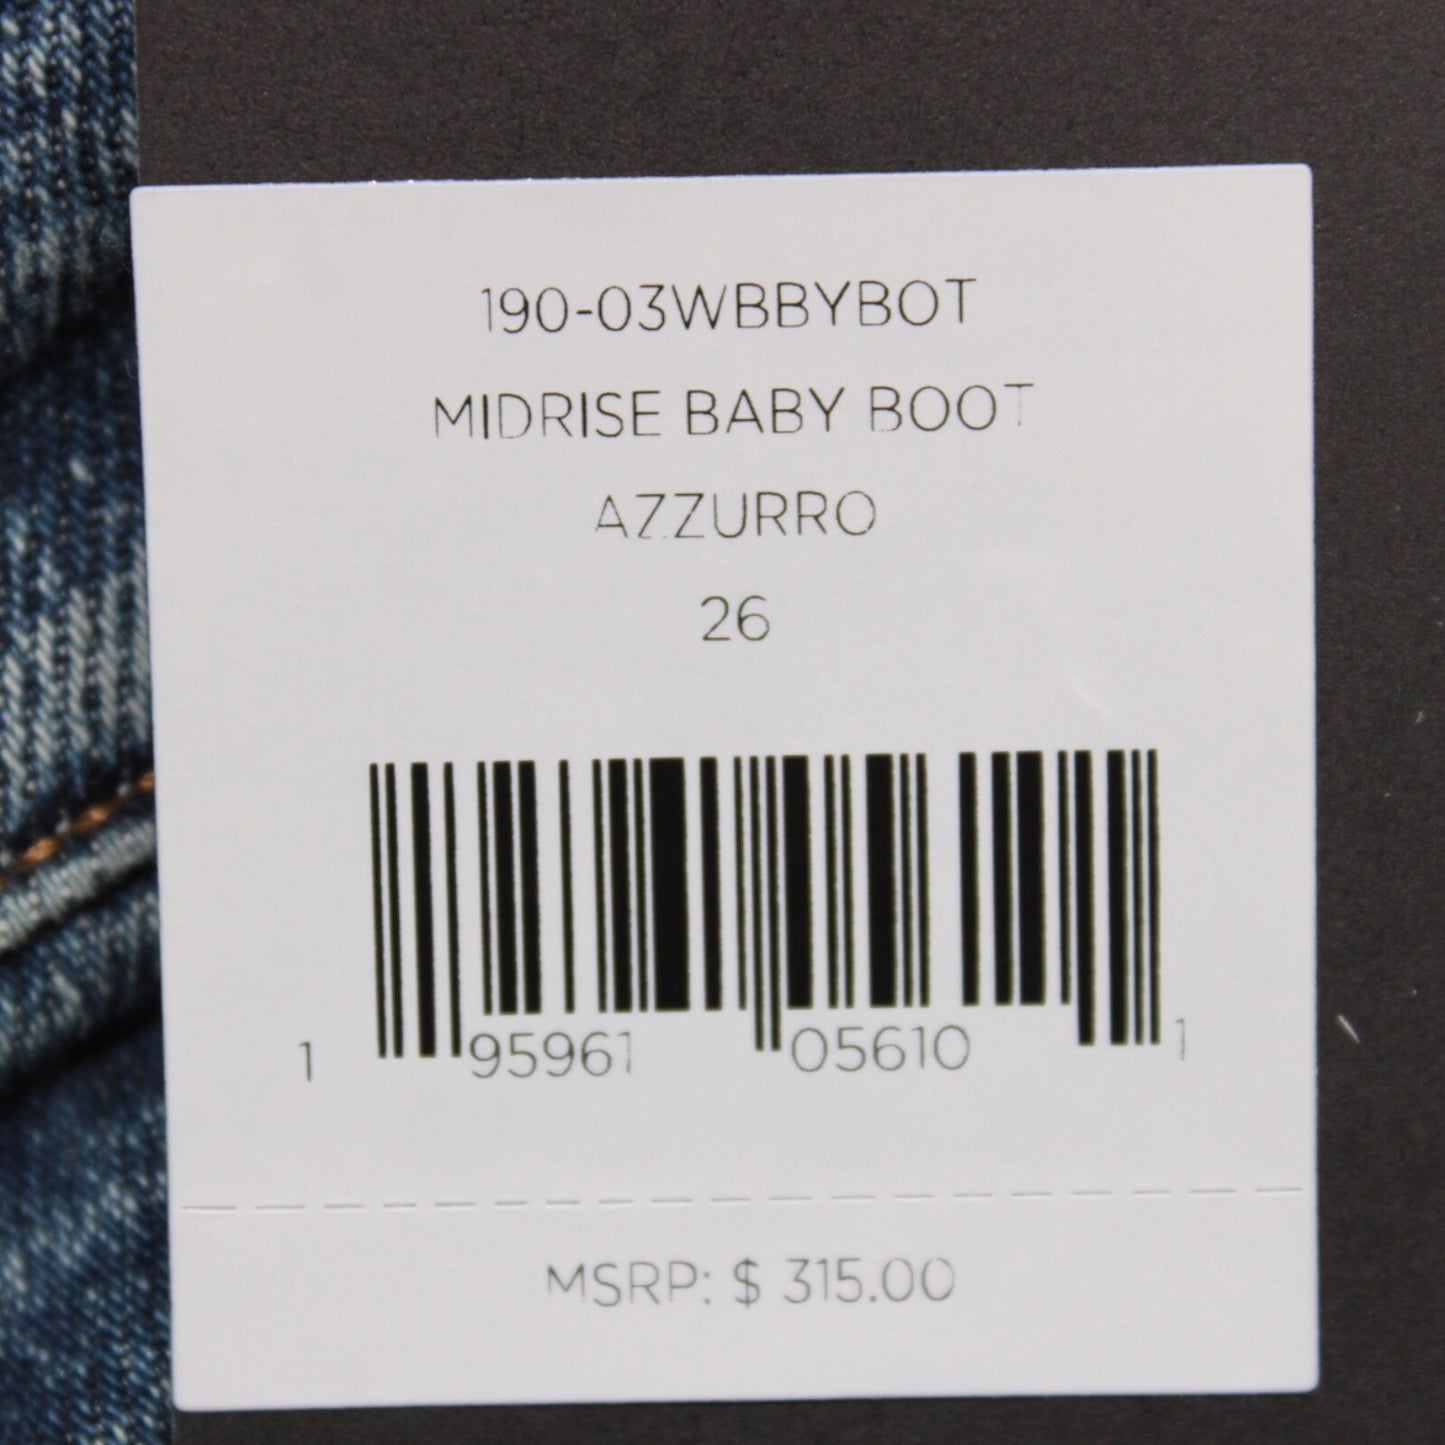 190-03WBBYBOT
MIDRISE BABY BOOT
AZZURRO
26
1 95961 05610 1
MSRP: $ 315.00